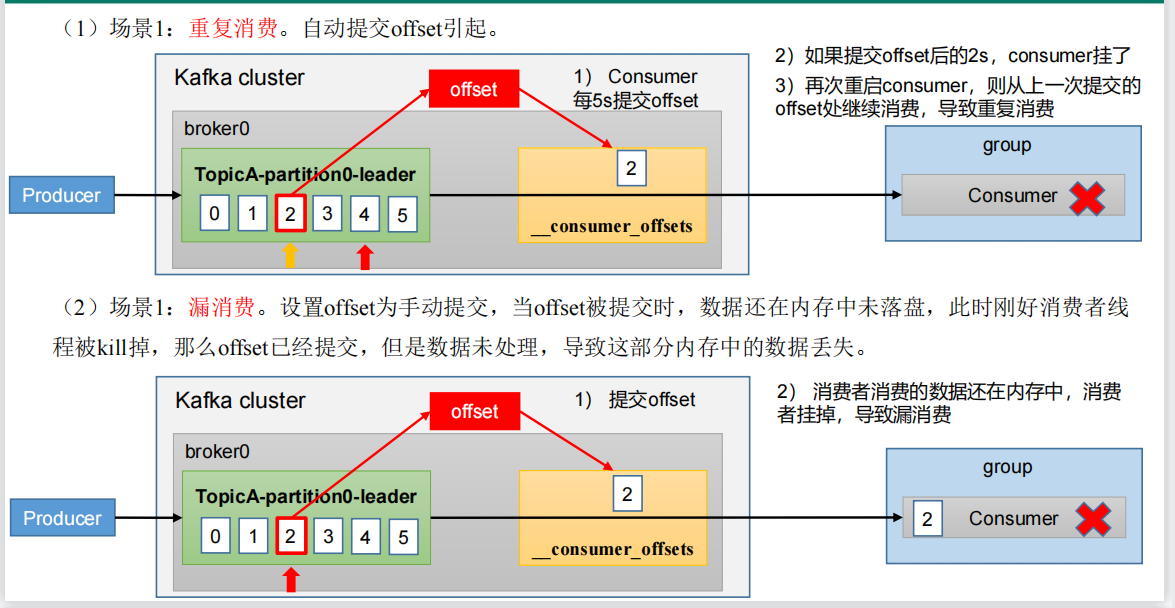 （1）场景1：重复消费。自动提交offset引起。
Kafka cluster
offset
1） Consumer
每5s提交offset
2）如果提交offset后的2s，consumer挂了
3）再次重启consumer，则从上一次提交的
offset处继续消费，导致重复消费
broker0
TopicA-partition0-leader
0 1 2 3 4 5
2
__consumer_offsets
Producer
group
Consumer
（2）场景1：漏消费。设置offset为手动提交，当offset被提交时，数据还在内存中未落盘，此时刚好消费者线
程被kill掉，那么offset已经提交，但是数据未处理，导致这部分内存中的数据丢失。
Kafka cluster
offset
1） 提交offset
2） 消费者消费的数据还在内存中，消费
者挂掉，导致漏消费
broker0
TopicA-partition0-leader
0 1 2 3 4 5
2
__consumer_offsets
Producer
group
2 Consumer